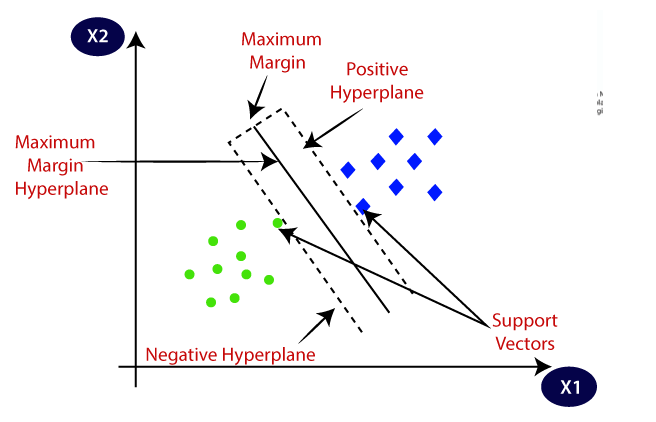 X2
Maximum
Margin
Positive
Hyperplane
Maximum
Margin
Hyperplane
Support
Vectors
Negative Hyperplane
X1